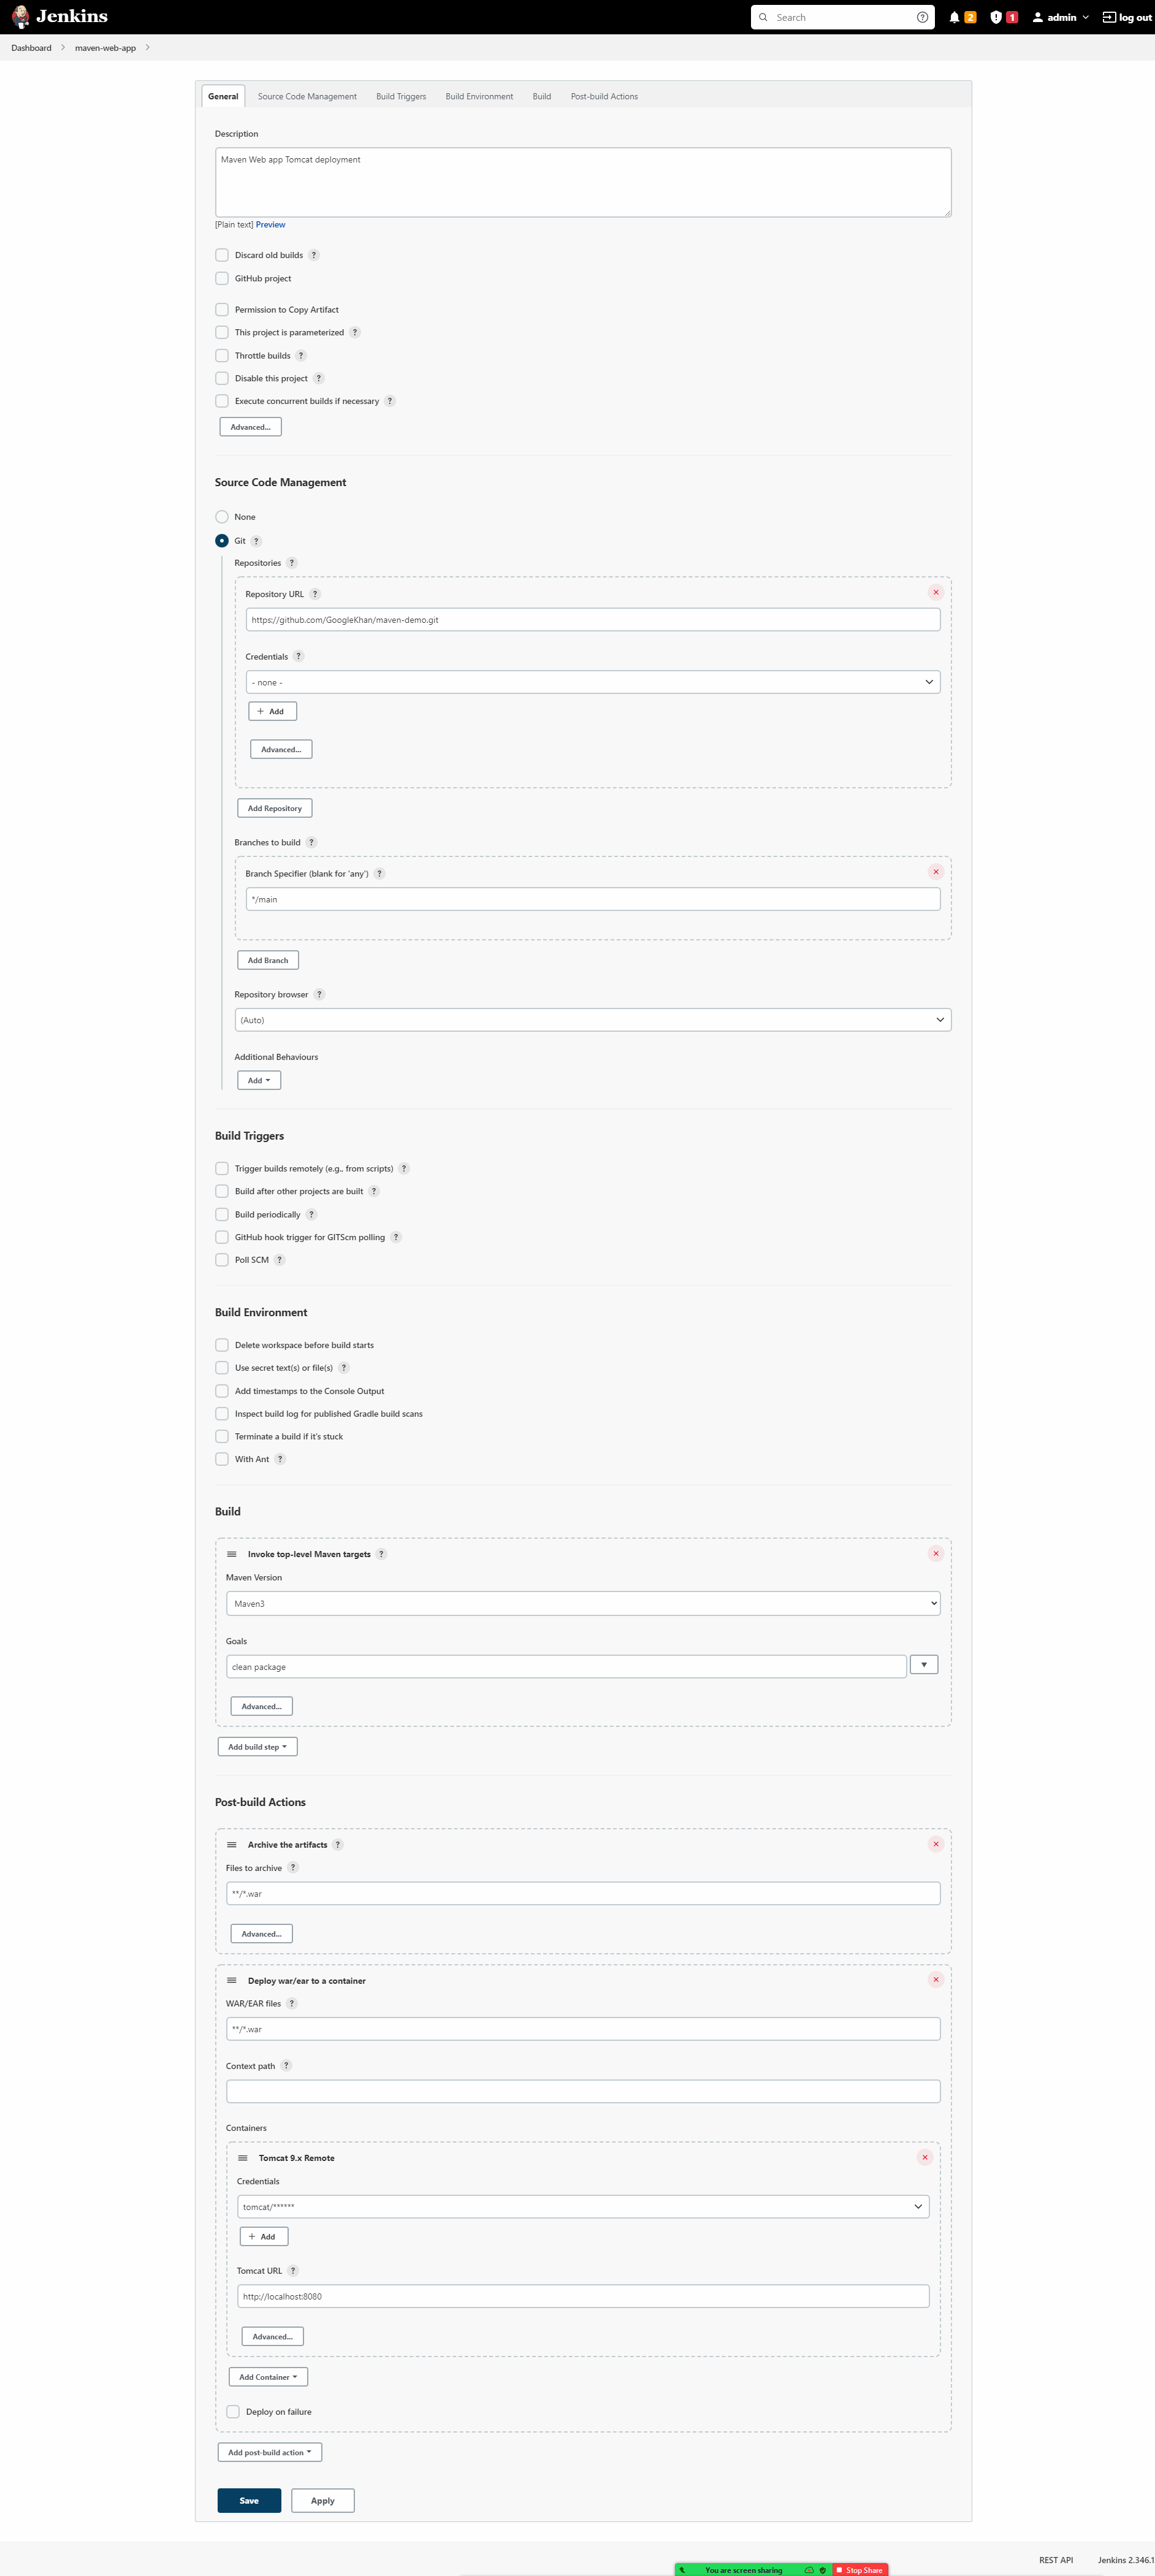 Jenkins
Search
2
1
admin
log out
Dashboard
maven-web-app
General
Source Code Management
Build Triggers
Build Environment
Build
Post-build Actions
Description
Maven Web app Tomcat deployment
[Plain text] Preview
Discard old builds ?
GitHub project
Permission to Copy Artifact
This project is parameterized ?
Throttle builds ?
Disable this project ?
Execute concurrent builds if necessary ?
Advanced...
Source Code Management
None
Git ?
Repositories ?
Repository URL ?
https://github.com/GoogleKhan/maven-demo.git
Credentials ?
- none -
+ Add
Advanced...
Add Repository
Branches to build ?
Branch Specifier (blank for 'any') ?
*/main
Add Branch
Repository browser ?
(Auto)
Additional Behaviours
Add
Build Triggers
Trigger builds remotely (e.g., from scripts) ?
Build after other projects are built ?
Build periodically ?
GitHub hook trigger for GITScm polling ?
Poll SCM ?
Build Environment
Delete workspace before build starts
Use secret text(s) or file(s) ?
Add timestamps to the Console Output
Inspect build log for published Gradle build scans
Terminate a build if it's stuck
With Ant ?
Build
Invoke top-level Maven targets ?
Maven Version
Maven3
Goals
clean package
Advanced...
Add build step
Post-build Actions
Archive the artifacts ?
Files to archive ?
**/*.war
Advanced...
Deploy war/ear to a container
WAR/EAR files ?
**/*.war
Context path ?
Containers
Tomcat 9.x Remote
Credentials
tomcat/******
+ Add
Tomcat URL ?
http://localhost:8080
Advanced...
Add Container
Deploy on failure
Add post-build action
Save
Apply
REST API
Jenkins 2.346.1
You are screen sharing
Stop Share